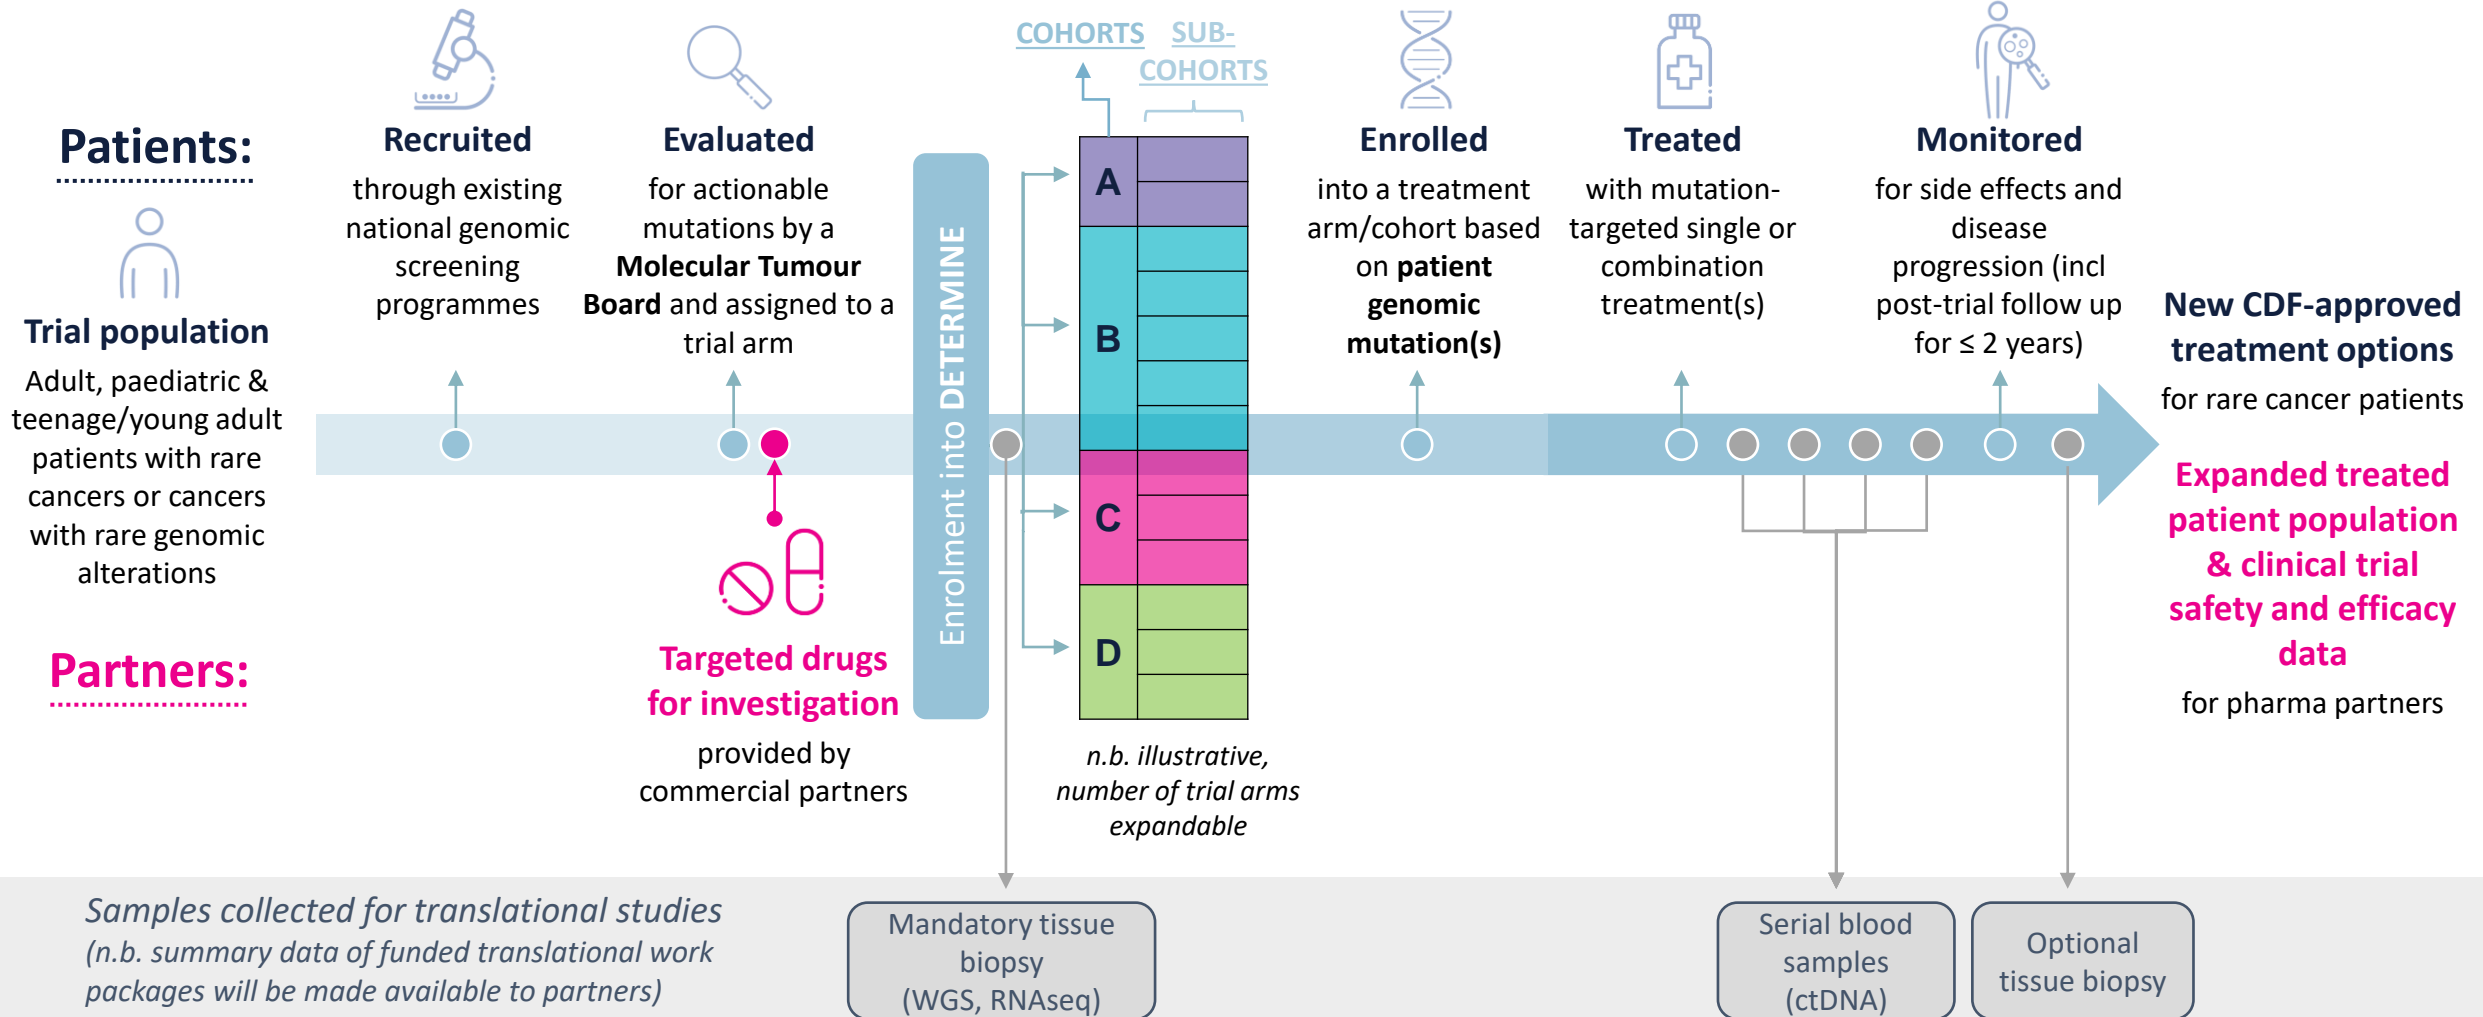 Patients:
Trial population
Adult, paediatric &
teenage/young adult
patients with rare
cancers or cancers
with rare genomic
alterations
Partners:
Recruited
through existing
national genomic
screening
programmes
Evaluated
for actionable
mutations by a
Molecular Tumour
Board and assigned to a
trial arm
Targeted drugs
for investigation
provided by
commercial partners
Enrolment into DETERMINE
COHORTS
SUB-
COHORTS
A
B
C
D
n.b. illustrative,
number of trial arms
expandable
Enrolled
into a treatment
arm/cohort based
on patient
genomic
mutation(s)
Treated
with mutation-
targeted single or
combination
treatment(s)
Monitored
for side effects and
disease
progression (incl
post-trial follow up
for ≤ 2 years)
New CDF-approved
treatment options
for rare cancer patients
Expanded treated
patient population
& clinical trial
safety and efficacy
data
for pharma partners
Samples collected for translational studies
(n.b. summary data of funded translational work
packages will be made available to partners)
Mandatory tissue
biopsy
(WGS, RNAseq)
Serial blood
samples
(ctDNA)
Optional
tissue biopsy